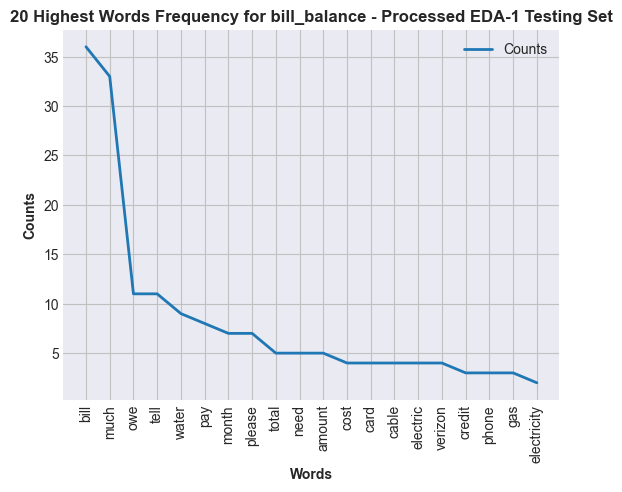 20 Highest Words Frequency for bill_balance - Processed EDA-1 Testing Set
Counts
35
30
25
20
15
10
5
Counts
bill
much
owe
tell
water
pay
month
please
total
need
amount
cost
card
cable
electric
verizon
credit
phone
gas
electricity
Words